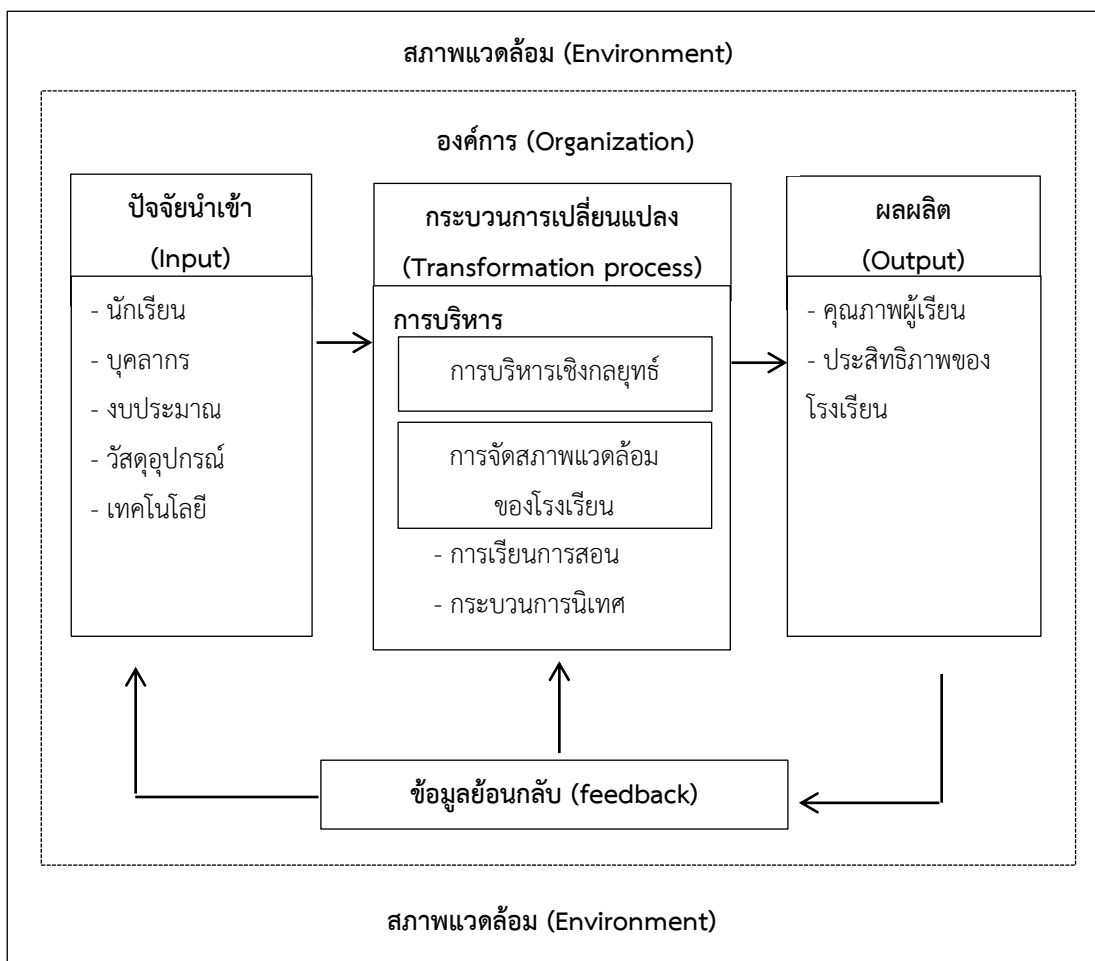 สภาพแวดล้อม (Environment)
องค์การ (Organization)
ปัจจัยนำเข้า
(Input)
- นักเรียน
- บุคลากร
- งบประมาณ
- วัสดุอุปกรณ์
- เทคโนโลยี
กระบวนการเปลี่ยนแปลง
(Transformation process)
การบริหาร
การบริหารเชิงกลยุทธ์
การจัดสภาพแวดล้อม
ของโรงเรียน
- การเรียนการสอน
- กระบวนการนิเทศ
ผลผลิต
(Output)
- คุณภาพผู้เรียน
- ประสิทธิภาพของ
โรงเรียน
ข้อมูลย้อนกลับ (feedback)
สภาพแวดล้อม (Environment)